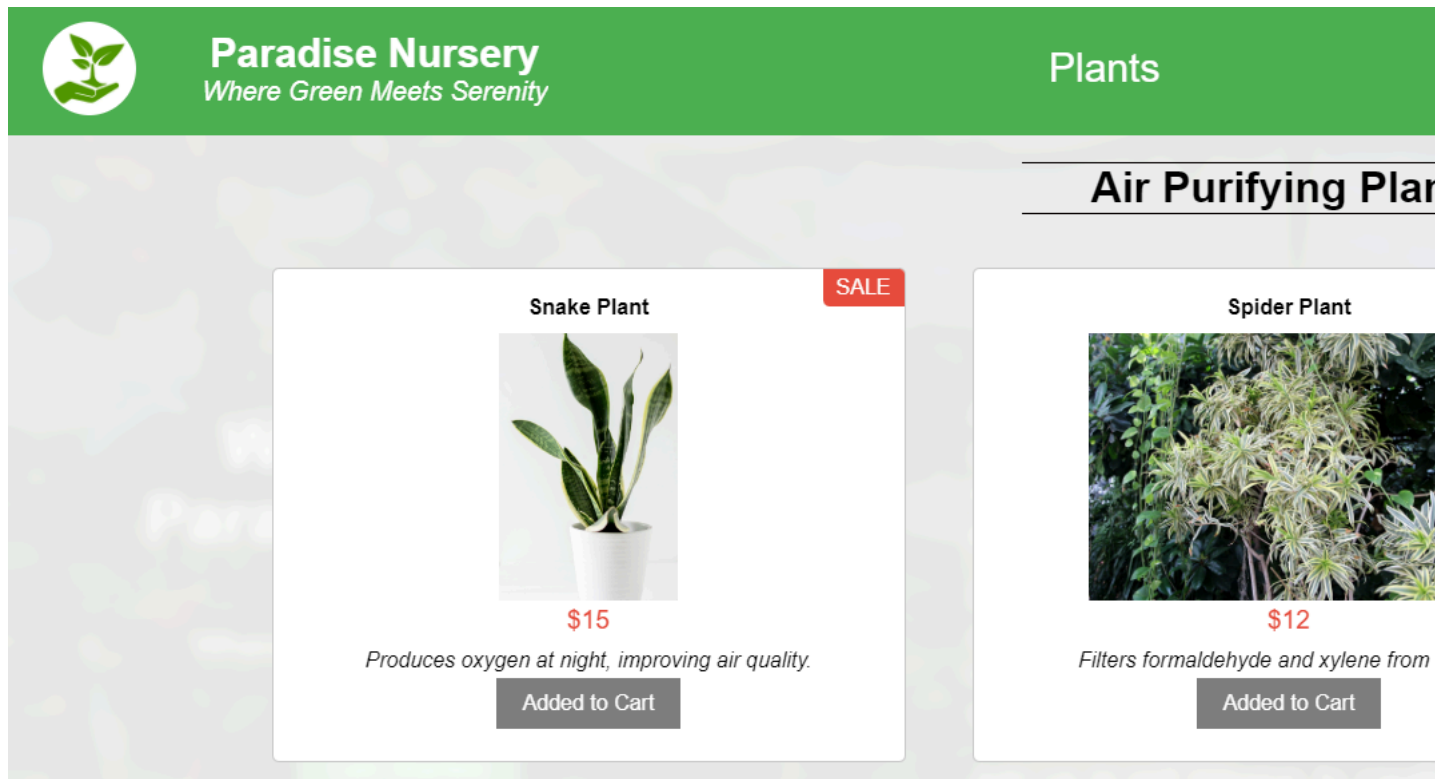 Paradise Nursery
Where Green Meets Serenity
Plants
Air Purifying
SALE
Snake Plant
Spider Plant
$15
$12
Produces oxygen at night, improving air quality.
Filters formaldehyde and xylene from
Added to Cart
Added to Cart